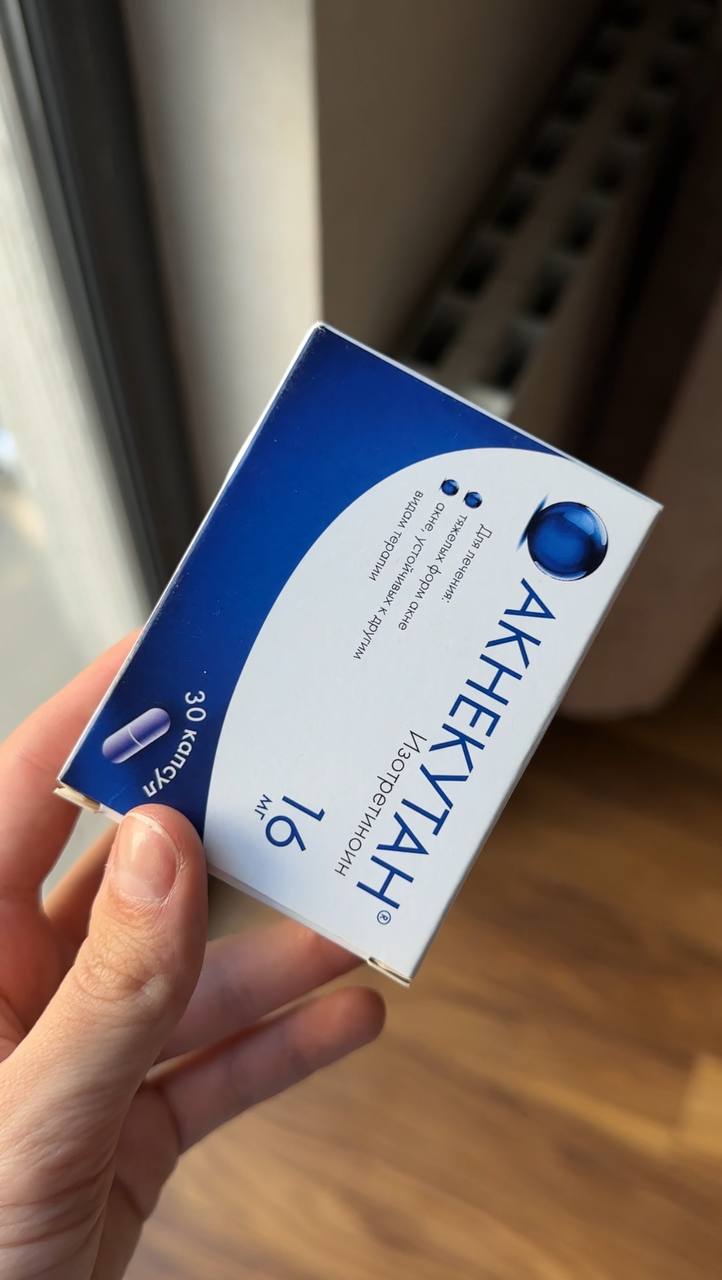 АКНЕКУТАН®
Изотретиноин
Для лечения:
тяжелых форм акне
акне, устойчивых к другим
видам терапии
16
мг
30 капсул